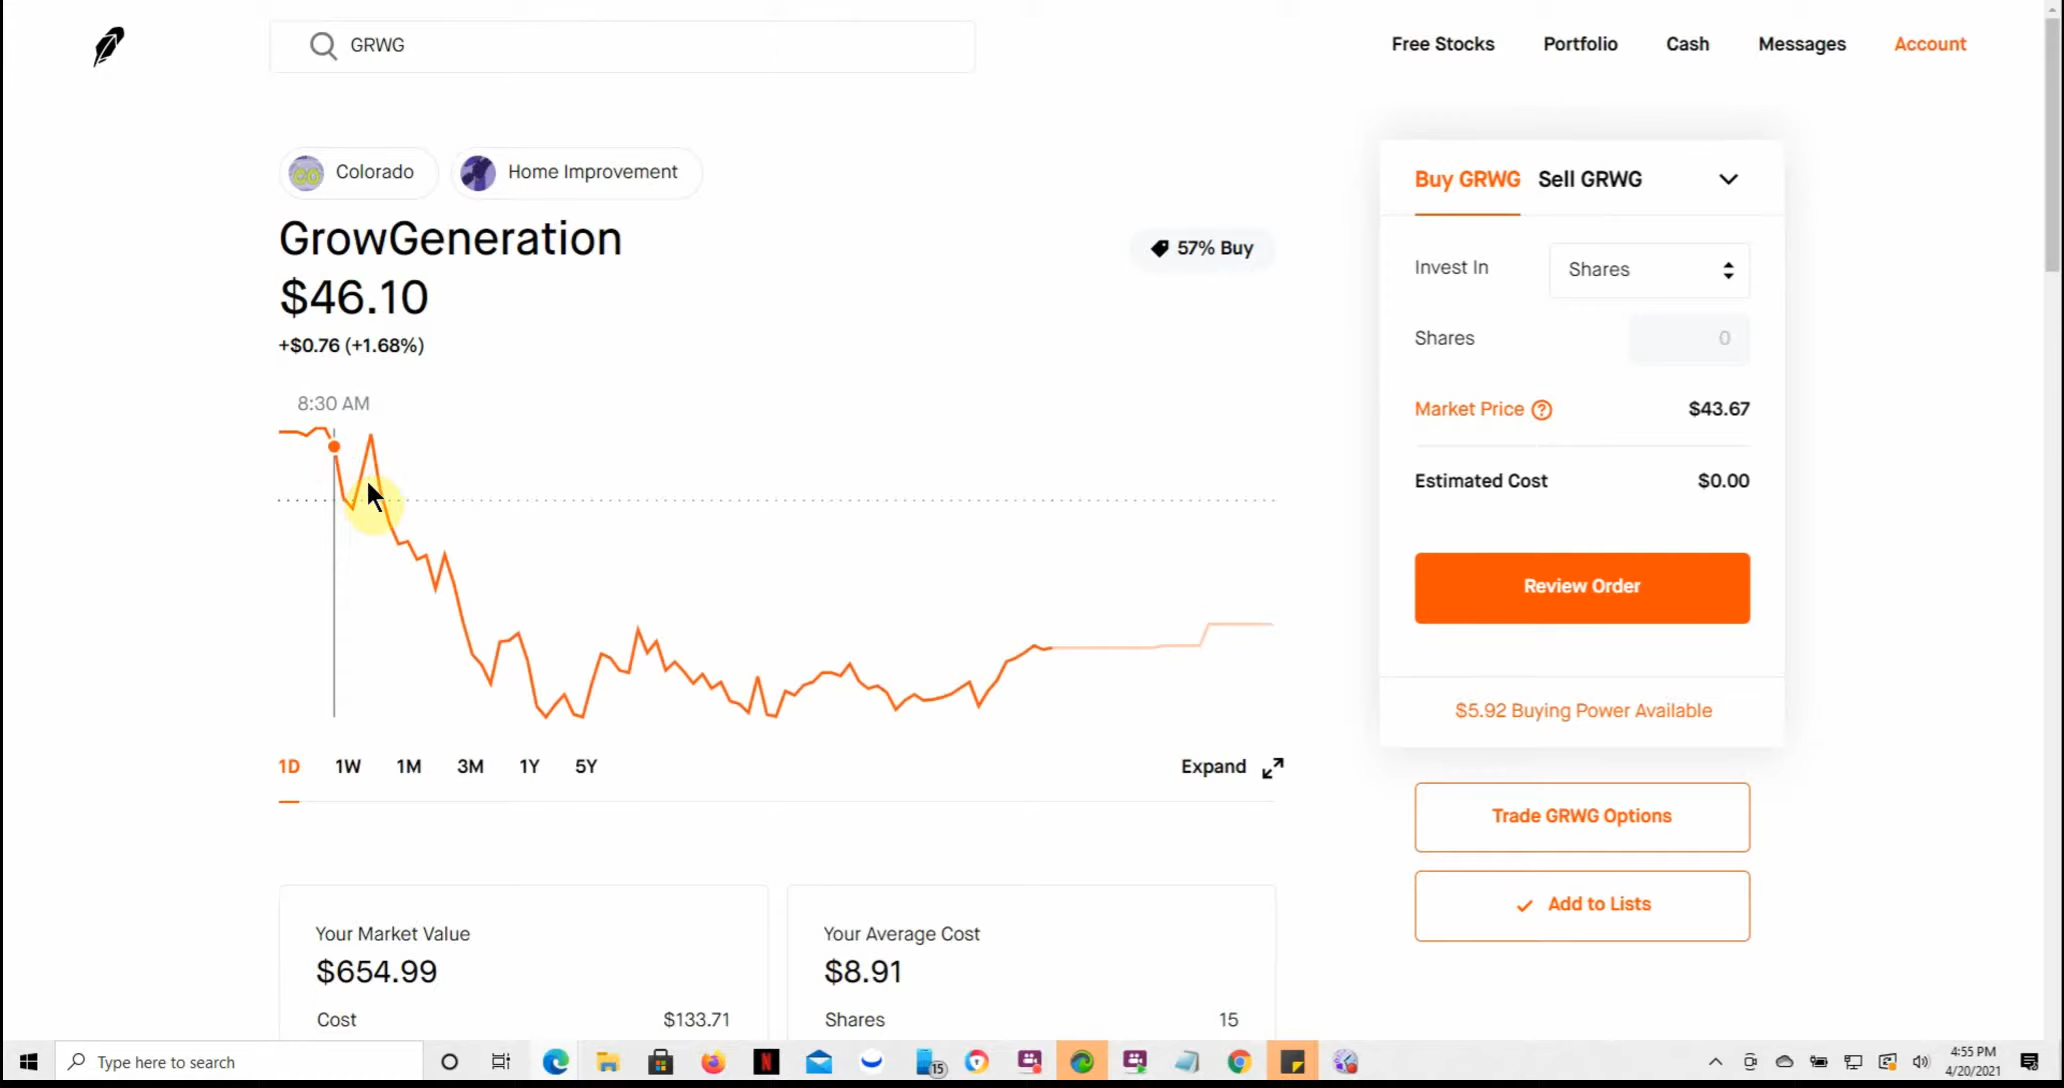 GRWG
Free Stocks Portfolio Cash Messages Account
Colorado Home Improvement
GrowGeneration
57% Buy
$46.10
+$0.76 (+1.68%)
8:30 AM
1D 1W 1M 3M 1Y 5Y
Expand
Your Market Value
$654.99
Cost $133.71
Your Average Cost
$8.91
Shares 15
Buy GRWG Sell GRWG
Invest In Shares
Shares 0
Market Price ? $43.67
Estimated Cost $0.00
Review Order
$5.92 Buying Power Available
Trade GRWG Options
Add to Lists
Type here to search
15
4:55 PM
4/20/2021